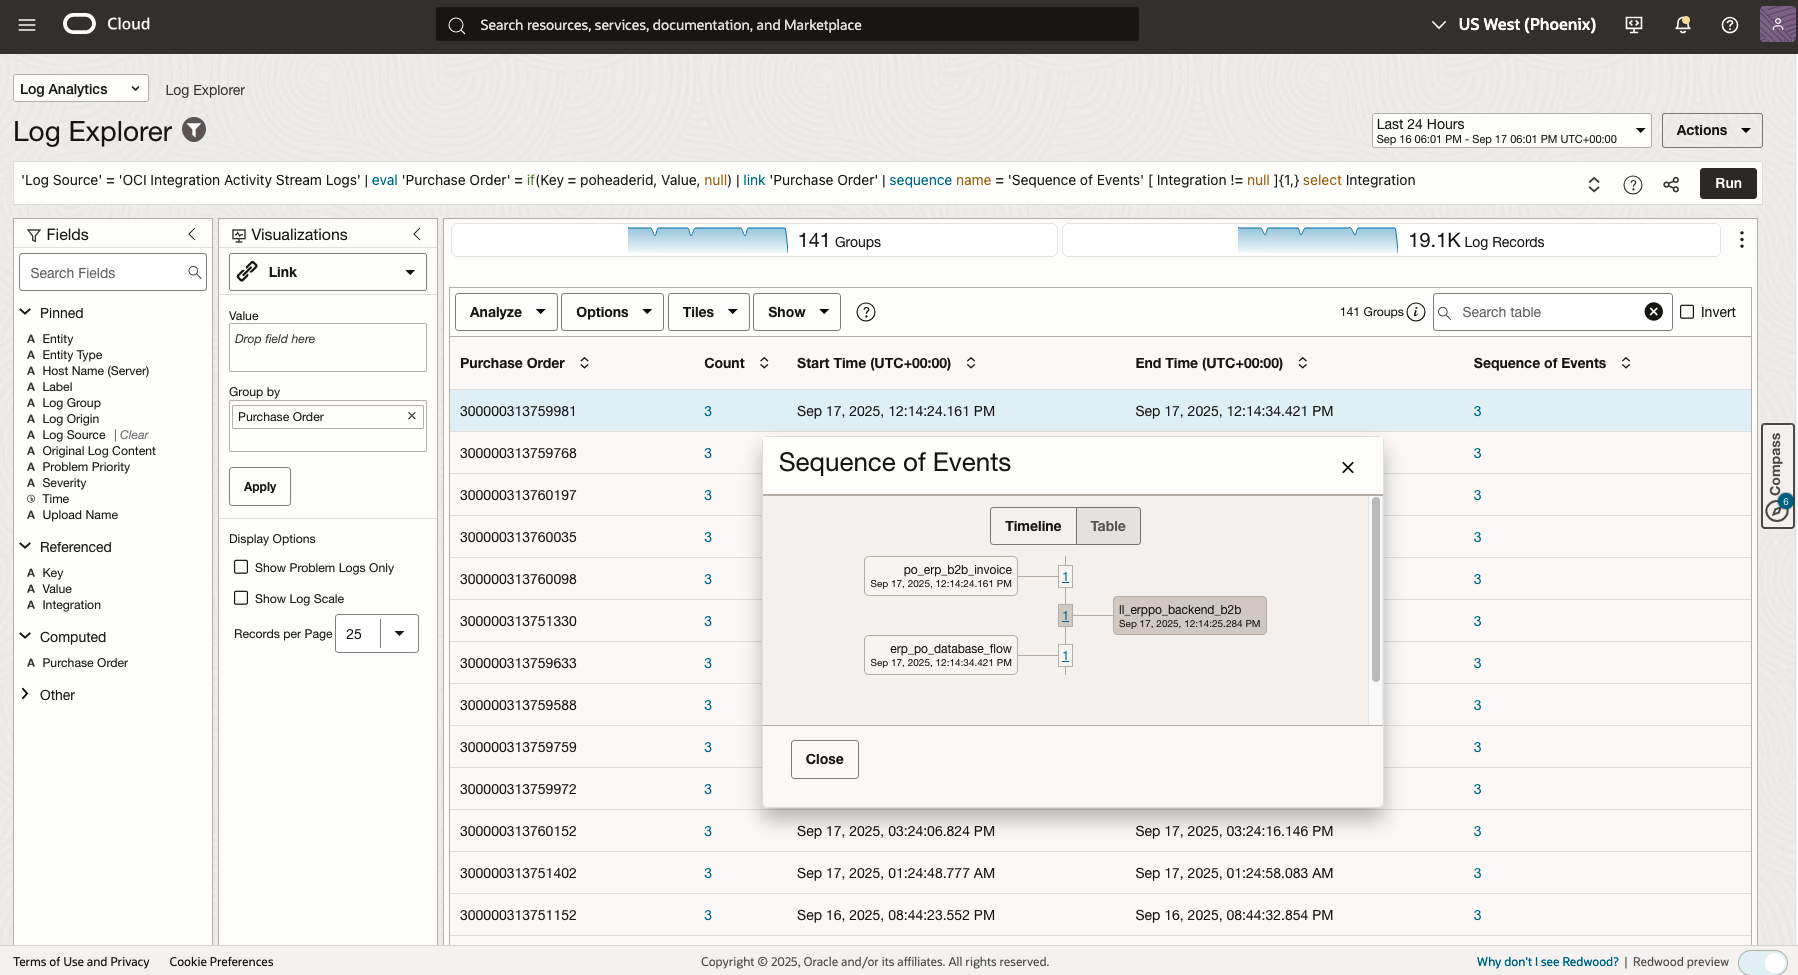 Cloud
Search resources, services, documentation, and Marketplace
US West (Phoenix)
Log Analytics
Log Explorer
Log Explorer
Last 24 Hours
Sep 16 06:01 PM - Sep 17 06:01 PM UTC+00:00
Actions
'Log Source' = 'OCI Integration Activity Stream Logs' | eval 'Purchase Order' = if(Key = poheaderid, Value, null) | link 'Purchase Order' | sequence name = 'Sequence of Events' [ Integration != null ]{1,} select Integration
Run
Fields
Search Fields
Pinned
A Entity
A Entity Type
A Host Name (Server)
A Label
A Log Group
A Log Origin
A Log Source | Clear
A Original Log Content
A Problem Priority
A Severity
Time
A Upload Name
Referenced
A Key
A Value
A Integration
Computed
A Purchase Order
Other
Visualizations
Link
Value
Drop field here
Group by
Purchase Order
Apply
Display Options
Show Problem Logs Only
Show Log Scale
Records per Page 25
141 Groups
19.1K Log Records
Analyze
Options
Tiles
Show
141 Groups
Search table
Invert
Purchase Order Count Start Time (UTC+00:00) End Time (UTC+00:00) Sequence of Events
300000313759981 3 Sep 17, 2025, 12:14:24.161 PM Sep 17, 2025, 12:14:34.421 PM 3
300000313759768 3 3
300000313760197 3 3
300000313760035 3 3
300000313760098 3 3
300000313751330 3 3
300000313759633 3 3
300000313759588 3 3
300000313759759 3 3
300000313759972 3 3
300000313760152 3 Sep 17, 2025, 03:24:06.824 PM Sep 17, 2025, 03:24:16.146 PM 3
300000313751402 3 Sep 17, 2025, 01:24:48.777 AM Sep 17, 2025, 01:24:58.083 AM 3
300000313751152 3 Sep 16, 2025, 08:44:23.552 PM Sep 16, 2025, 08:44:32.854 PM 3
Sequence of Events
Timeline
Table
po_erp_b2b_invoice
Sep 17, 2025, 12:14:24.161 PM
1
1
ll_erppo_backend_b2b
Sep 17, 2025, 12:14:25.284 PM
erp_po_database_flow
Sep 17, 2025, 12:14:34.421 PM
1
Close
Compass
6
Terms of Use and Privacy
Cookie Preferences
Copyright © 2025, Oracle and/or its affiliates. All rights reserved.
Why don't I see Redwood? | Redwood preview